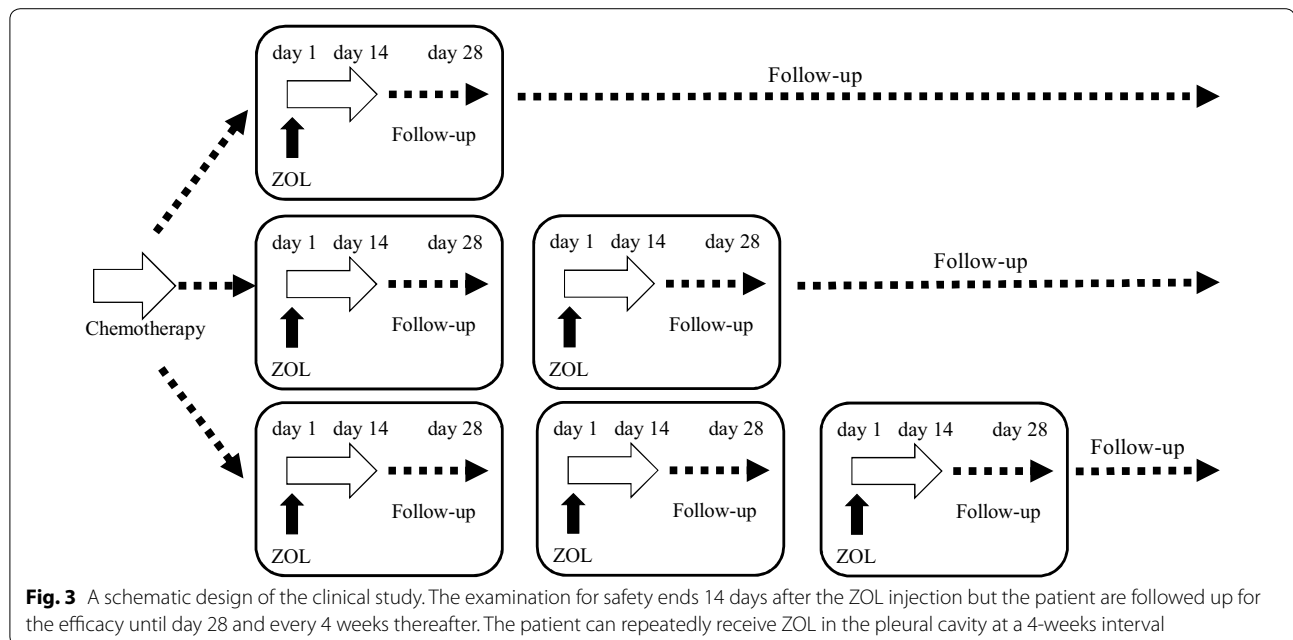 day 1 day 14 day 28
Follow-up
Follow-up
ZOL
day 1 day 14 day 28
day 1 day 14 day 28
Follow-up
Chemotherapy
Follow-up
Follow-up
ZOL
ZOL
day 1 day 14 day 28
day 1 day 14 day 28
day 1 day 14 day 28
Follow-up
Follow-up
Follow-up
Follow-up
ZOL
ZOL
ZOL
Fig. 3 A schematic design of the clinical study. The examination for safety ends 14 days after the ZOL injection but the patient are followed up for
the efficacy until day 28 and every 4 weeks thereafter. The patient can repeatedly receive ZOL in the pleural cavity at a 4-weeks interval